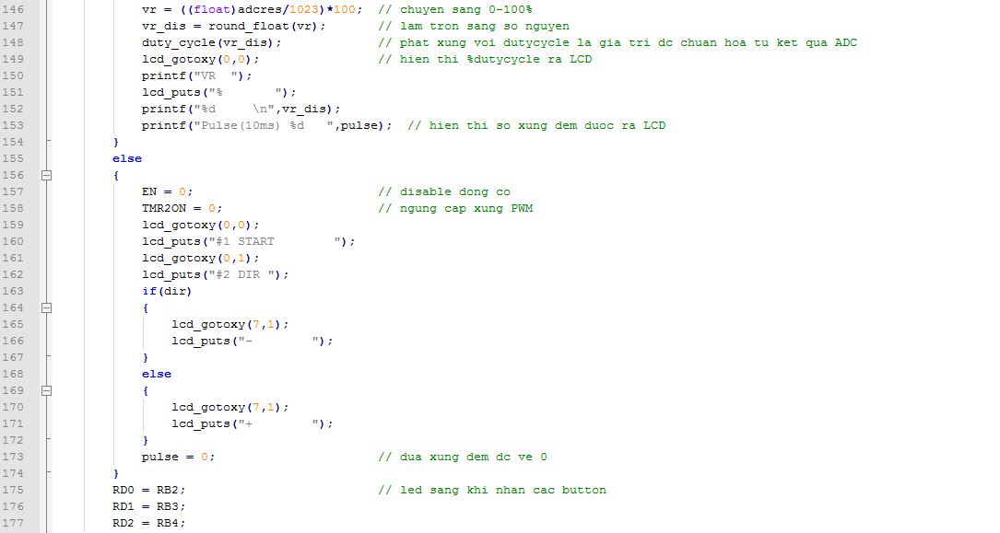 146 vr = ((float)adcres/1023)*100; // chuyen sang 0-100%
147 vr_dis = round_float(vr); // lam tron sang so nguyen
148 duty_cycle(vr_dis); // phat xung voi dutycycle la gia tri dc chuan hoa tu ket qua ADC
149 lcd_gotoxy(0,0); // hien thi %dutycycle ra LCD
150 printf("VR  ");
151 lcd_puts("%       ");
152 printf("%d     \n",vr_dis);
153 printf("Pulse(10ms) %d   ",pulse); // hien thi so xung dem duoc ra LCD
154 }
155 else
156 {
157 EN = 0; // disable dong co
158 TMR2ON = 0; // ngung cap xung PWM
159 lcd_gotoxy(0,0);
160 lcd_puts("#1 START        ");
161 lcd_gotoxy(0,1);
162 lcd_puts("#2 DIR ");
163 if(dir)
164 {
165 lcd_gotoxy(7,1);
166 lcd_puts("-        ");
167 }
168 else
169 {
170 lcd_gotoxy(7,1);
171 lcd_puts("+        ");
172 }
173 pulse = 0; // dua xung dem dc ve 0
174 }
175 RD0 = RB2; // led sang khi nhan cac button
176 RD1 = RB3;
177 RD2 = RB4;